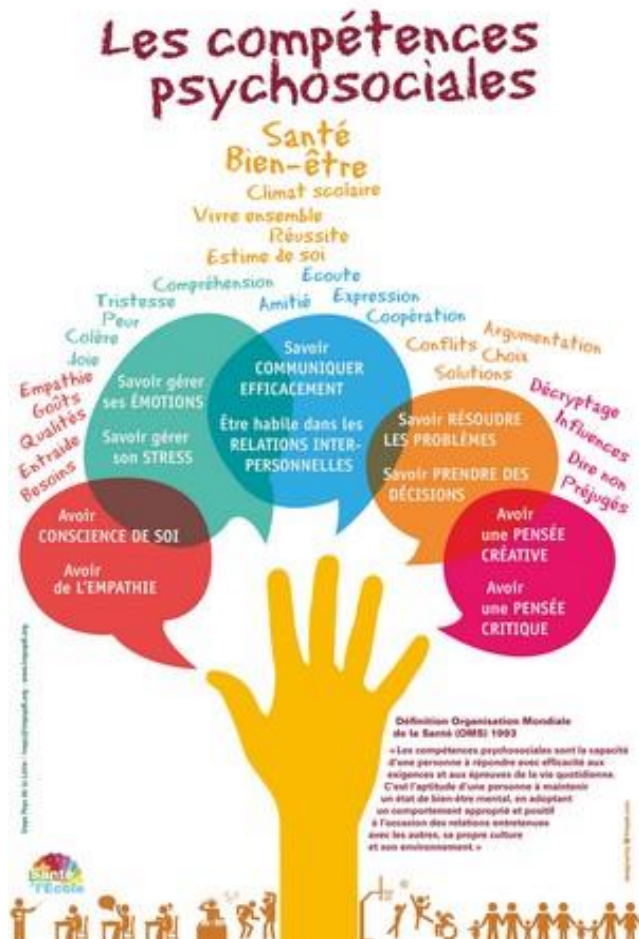 Les compétences
psychosociales
Santé
Bien-être
Climat scolaire
Vivre ensemble
Réussite
Estime de soi
Compréhension
Tristesse
Peur
Colère
Joie
Ecoute
Amitié
Expression
Coopération
Argumentation
Conflits
Choix
Solutions
Empathie
Goûts
Qualités
Entraide
Besoins
Décryptage
Influences
Dire non
Préjugés
Savoir gérer
ses ÉMOTIONS
Savoir gérer
son STRESS
Savoir
COMMUNIQUER
EFFICACEMENT
Être habile dans les
RELATIONS INTER-
PERSONNELLES
Savoir RÉSOUDRE
LES PROBLÈMES
Savoir PRENDRE DES
DÉCISIONS
Avoir
CONSCIENCE DE SOI
Avoir
de L'EMPATHIE
Avoir
une PENSÉE
CRÉATIVE
Avoir
une PENSÉE
CRITIQUE
Définition Organisation Mondiale
de la Santé (OMS) 1993
« Les compétences psychosociales sont la capacité
d'une personne à répondre avec efficacité aux
exigences et aux épreuves de la vie quotidienne.
C'est l'aptitude d'une personne à maintenir
un état de bien-être mental, en adoptant
un comportement approprié et positif
à l'occasion des relations entretenues
avec les autres, sa propre culture
et son environnement. »
Santé
l'École